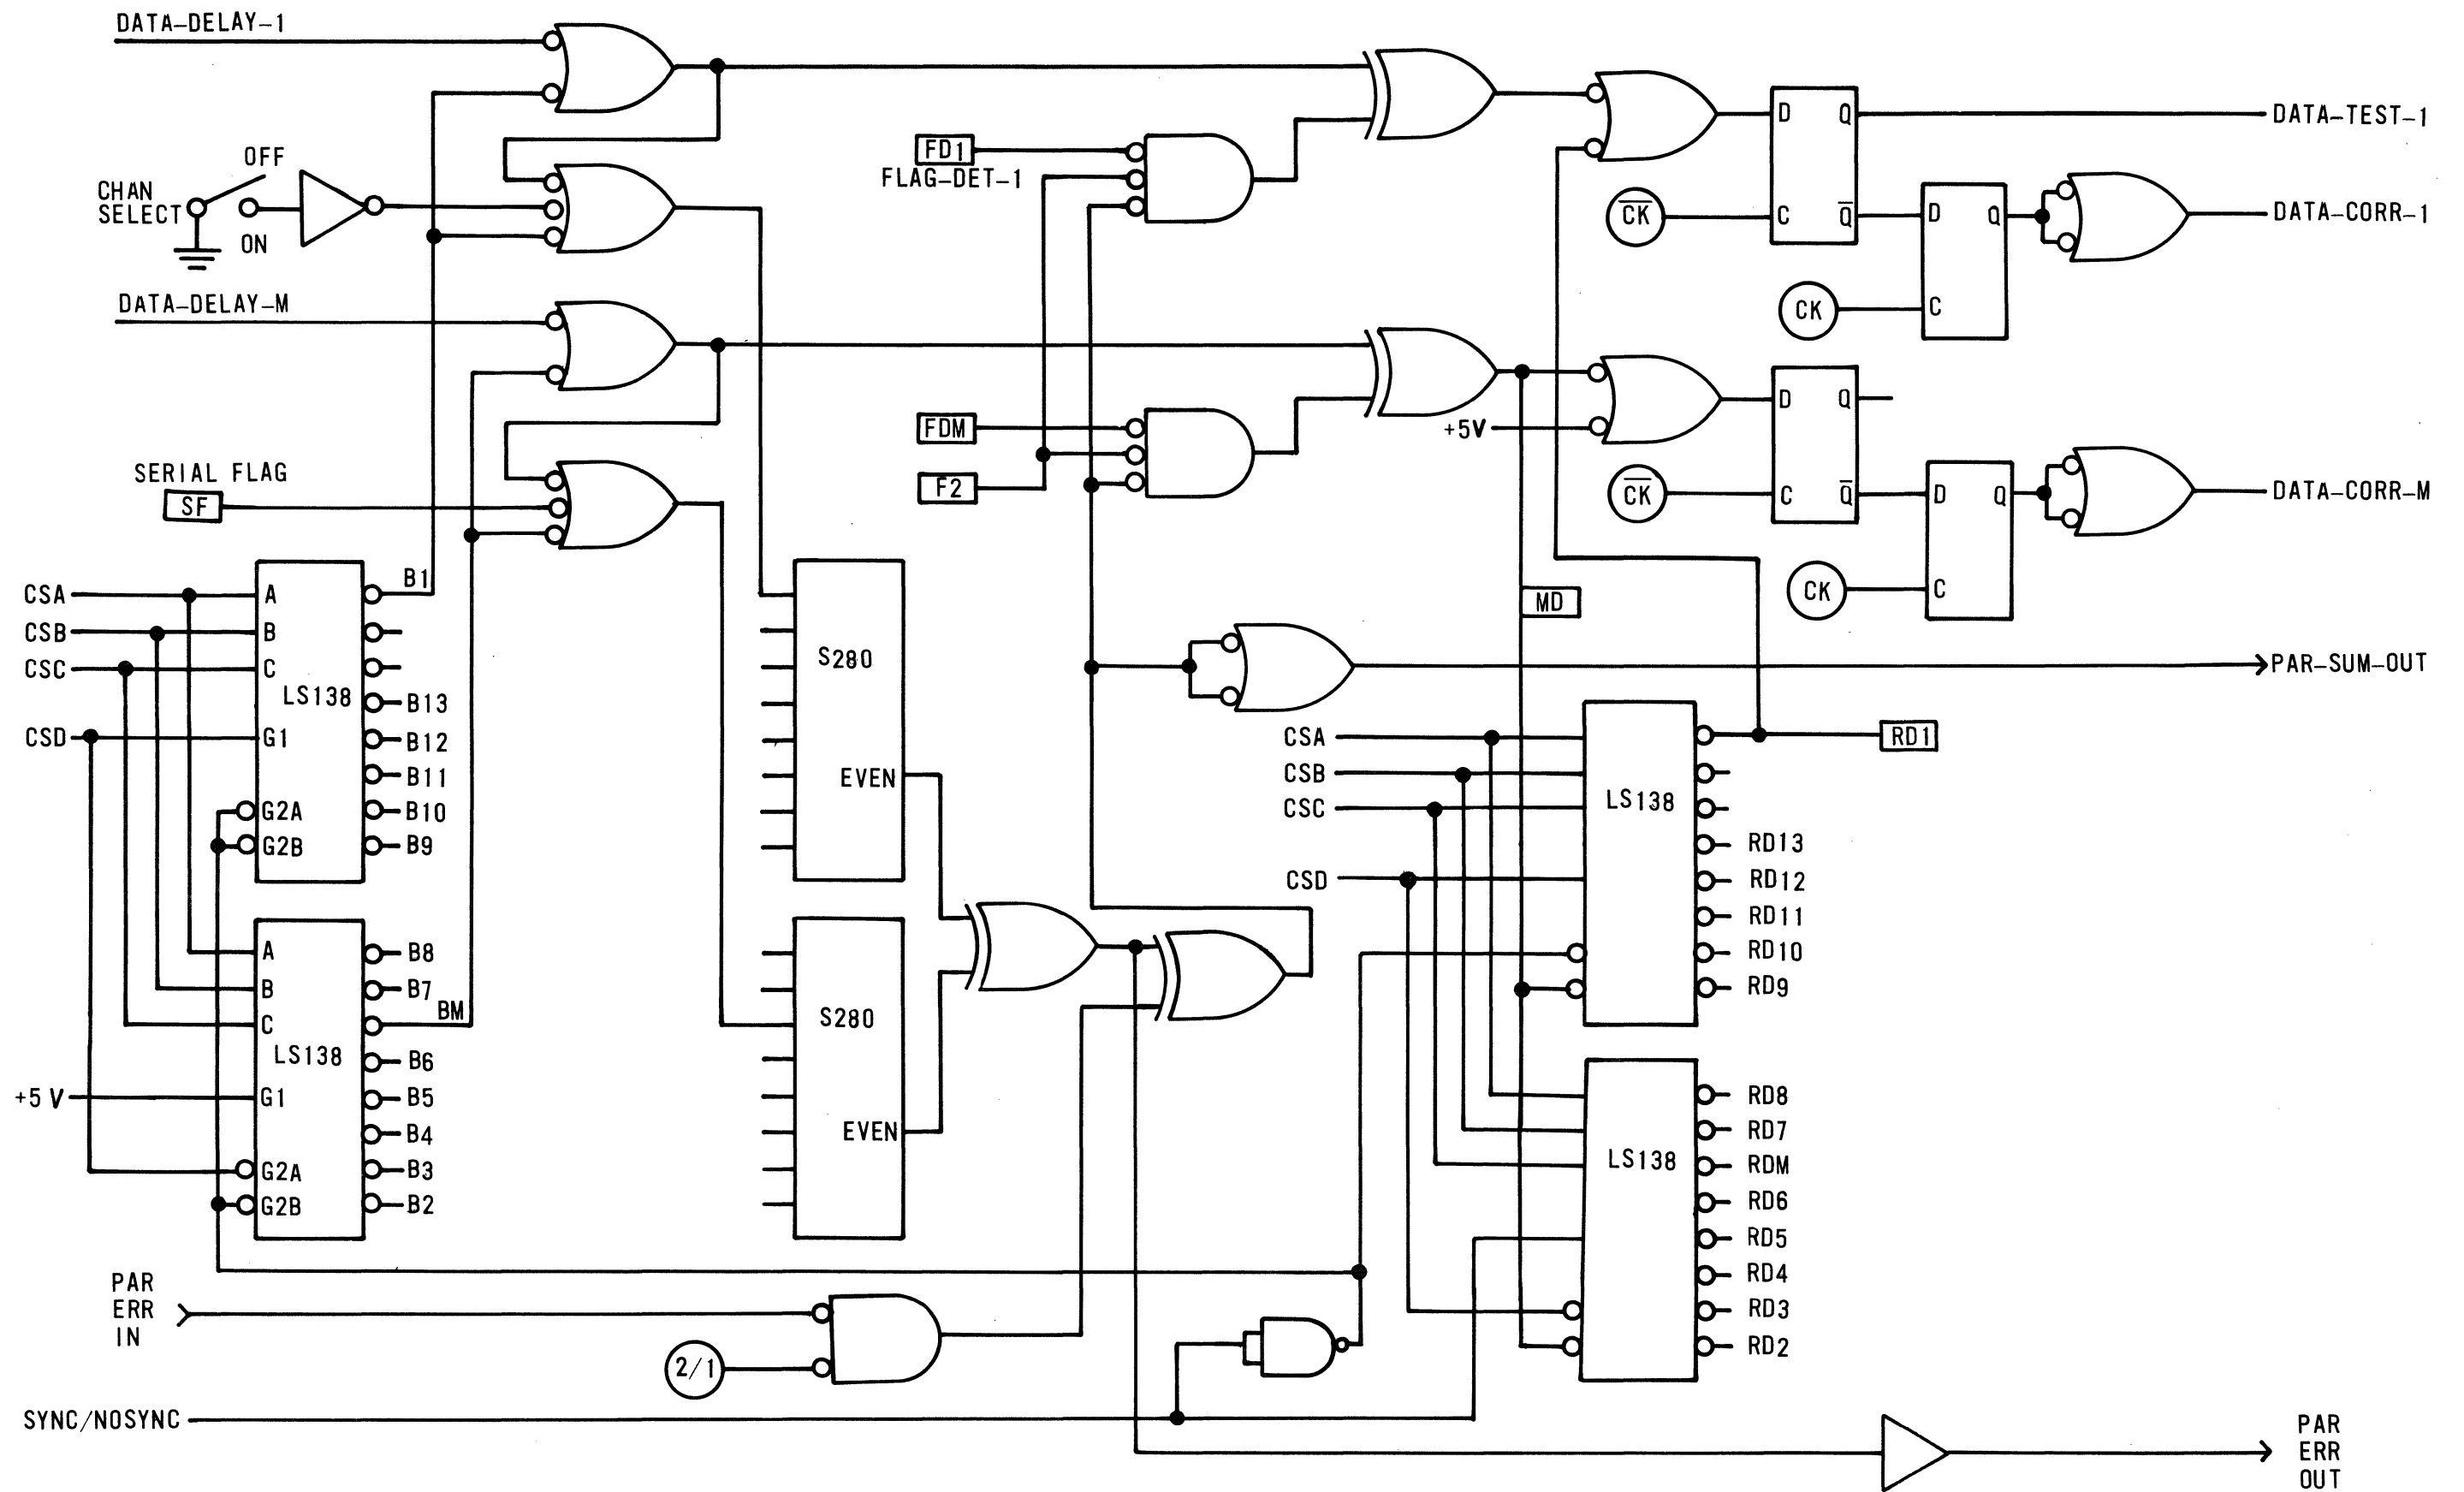 DATA-DELAY-1
OFF
CHAN
SELECT
ON
DATA-DELAY-M
SERIAL FLAG
SF
FD1
FLAG-DET-1
FDM
F2
D Q
C Q̅
C̅K̅
D Q
C
CK
DATA-TEST-1
DATA-CORR-1
+5V
D Q
C Q̅
C̅K̅
D Q
C
CK
DATA-CORR-M
MD
PAR-SUM-OUT
CSA
CSB
CSC
CSD
A
B
C
LS138
G1
G2A
G2B
B1
B13
B12
B11
B10
B9
+5 V
A
B
C
LS138
G1
G2A
G2B
B8
B7
BM
B6
B5
B4
B3
B2
S280
EVEN
S280
EVEN
CSA
CSB
CSC
CSD
LS138
RD1
RD13
RD12
RD11
RD10
RD9
LS138
RD8
RD7
RDM
RD6
RD5
RD4
RD3
RD2
PAR
ERR
IN
2/1
SYNC/NOSYNC
PAR
ERR
OUT